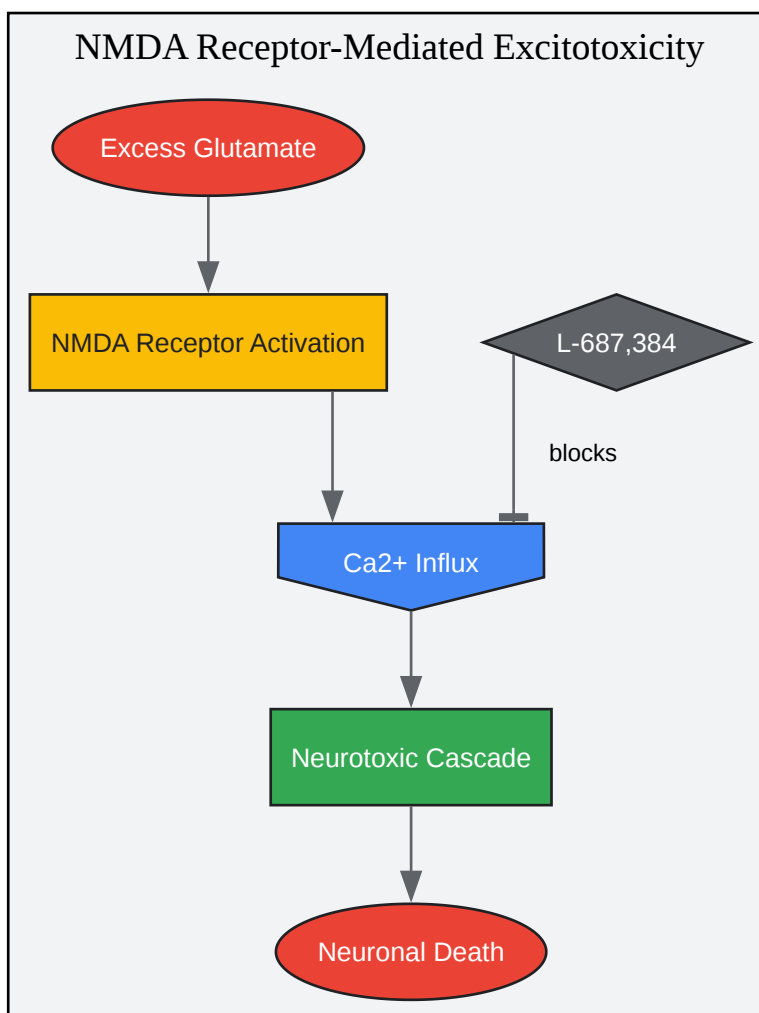 NMDA Receptor-Mediated Excitotoxicity
Excess Glutamate
NMDA Receptor Activation
L-687,384
blocks
Ca2+ Influx
Neurotoxic Cascade
Neuronal Death